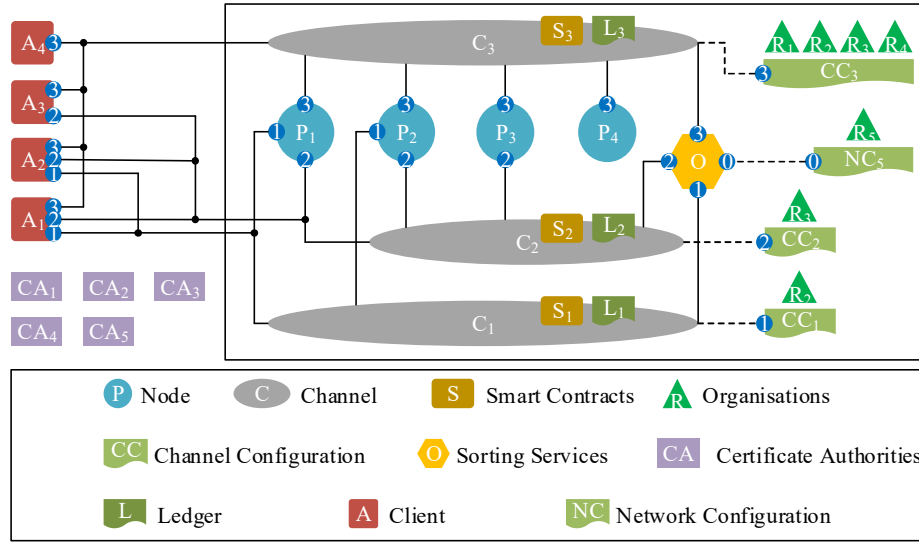 S₃ L₃
C₃
R₁ R₂ R₃ R₄
3 CC₃
A₄ 3
A₃ 3
2
A₂ 3
2
1
A₁ 3
2
1
3 3 3 3
1 P₁ 1 P₂ P₃ P₄
2 2 2
3
2 O 0
1
R₅
0 NC₅
S₂ L₂
C₂
R₃
2 CC₂
CA₁ CA₂ CA₃
CA₄ CA₅
S₁ L₁
C₁
R₂
1 CC₁
P Node C Channel S Smart Contracts R Organisations
CC Channel Configuration O Sorting Services CA Certificate Authorities
L Ledger A Client NC Network Configuration